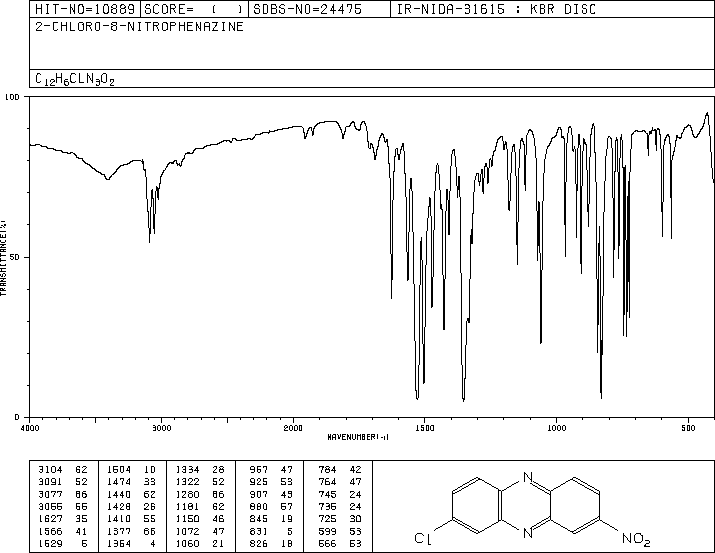 HIT-NO=10889 SCORE= ( ) SDBS-NO=24475 IR-NIDA-31615 : KBR DISC
2-CHLORO-8-NITROPHENAZINE
C12H6CLN3O2
100
50
0
TRANSMITTANCE(%)
4000 3000 2000 1500 1000 500
WAVENUMBER(-1)
3104 62 1504 10 1334 28 967 47 784 42
3091 52 1474 33 1322 52 925 53 764 47
3077 86 1440 62 1280 86 907 43 745 24
3055 55 1428 26 1181 62 880 57 735 24
1627 35 1410 55 1150 46 845 19 725 30
1566 41 1377 66 1072 47 831 5 599 53
1529 5 1354 4 1060 21 826 18 566 53
N
N
Cl
NO2